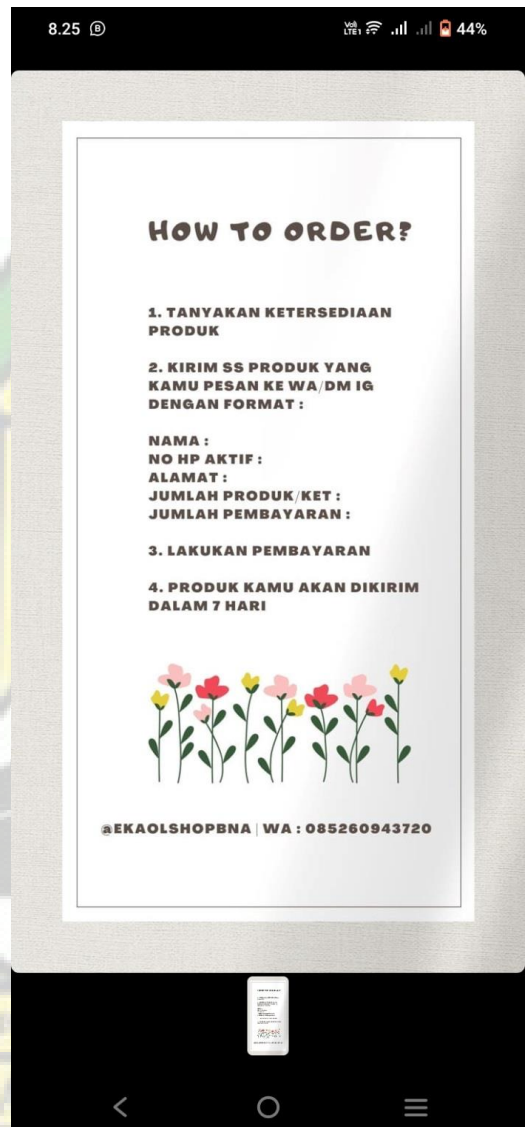 8.25
VoI) LTE1 44%
HOW TO ORDER?
1. TANYAKAN KETERSEDIAAN
PRODUK
2. KIRIM SS PRODUK YANG
KAMU PESAN KE WA/DM IG
DENGAN FORMAT :
NAMA :
NO HP AKTIF :
ALAMAT :
JUMLAH PRODUK/KET :
JUMLAH PEMBAYARAN :
3. LAKUKAN PEMBAYARAN
4. PRODUK KAMU AKAN DIKIRIM
DALAM 7 HARI
@EKAOLSHOPBNA | WA : 085260943720